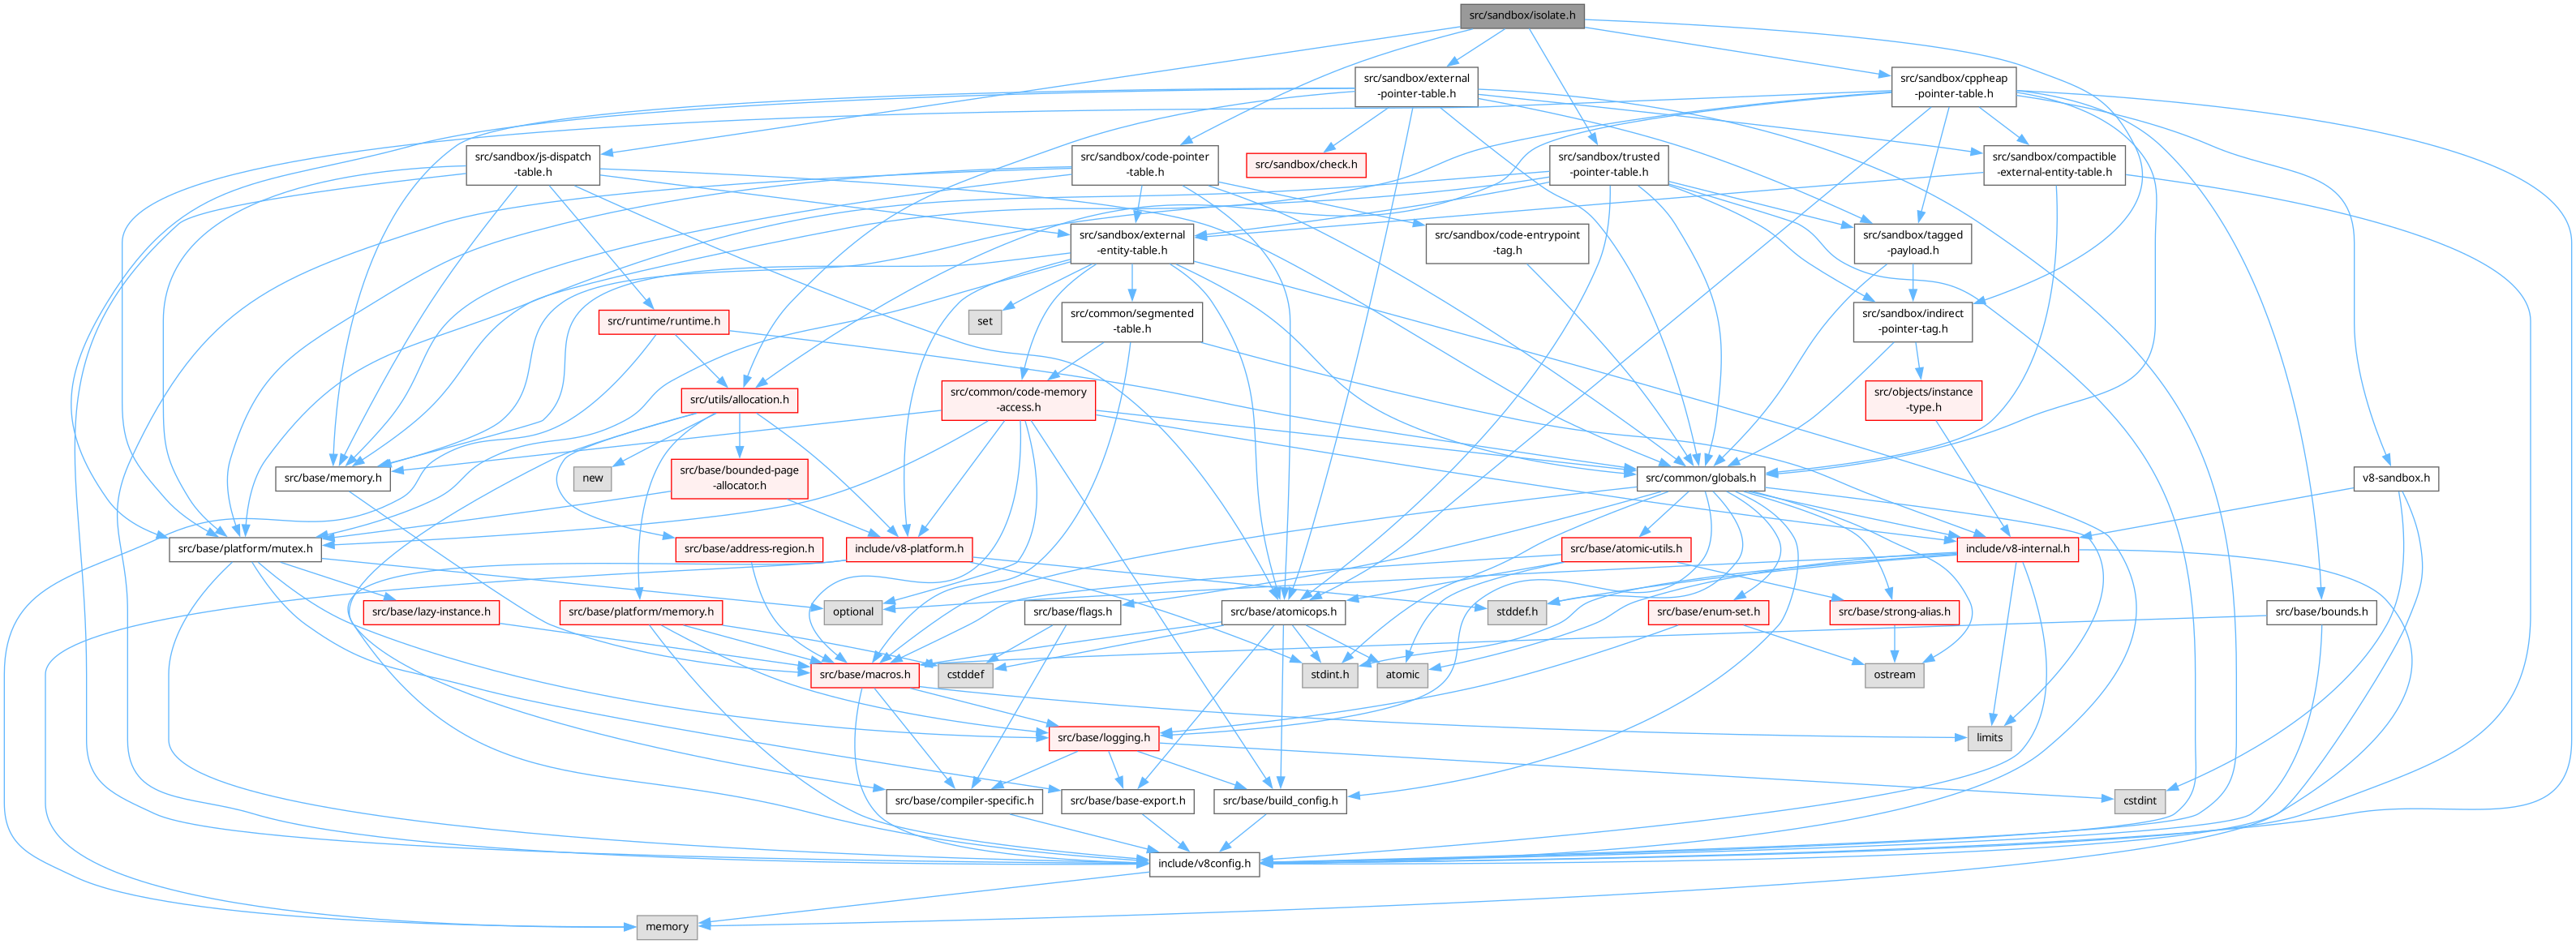 src/sandbox/isolate.h
src/sandbox/external
-pointer-table.h
src/sandbox/cppheap
-pointer-table.h
src/sandbox/js-dispatch
-table.h
src/sandbox/code-pointer
-table.h
src/sandbox/check.h
src/sandbox/trusted
-pointer-table.h
src/sandbox/compactible
-external-entity-table.h
src/sandbox/external
-entity-table.h
src/sandbox/code-entrypoint
-tag.h
src/sandbox/tagged
-payload.h
src/runtime/runtime.h
set
src/common/segmented
-table.h
src/sandbox/indirect
-pointer-tag.h
src/utils/allocation.h
src/common/code-memory
-access.h
src/objects/instance
-type.h
src/base/memory.h
new
src/base/bounded-page
-allocator.h
src/common/globals.h
v8-sandbox.h
src/base/platform/mutex.h
src/base/address-region.h
include/v8-platform.h
src/base/atomic-utils.h
include/v8-internal.h
src/base/lazy-instance.h
src/base/platform/memory.h
optional
src/base/flags.h
src/base/atomicops.h
stddef.h
src/base/enum-set.h
src/base/strong-alias.h
src/base/bounds.h
src/base/macros.h
cstddef
stdint.h
atomic
ostream
src/base/logging.h
limits
src/base/compiler-specific.h
src/base/base-export.h
src/base/build_config.h
cstdint
include/v8config.h
memory